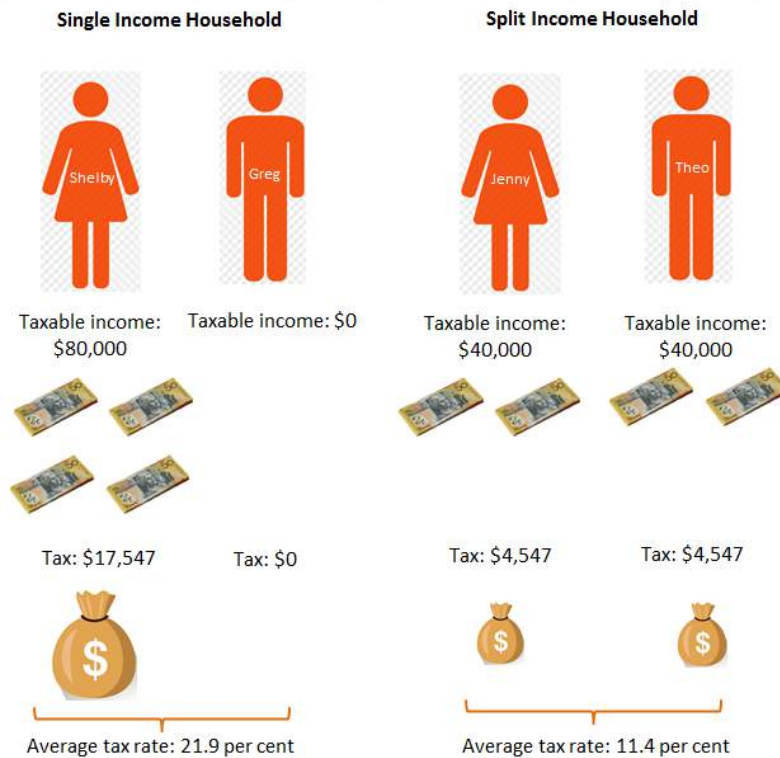 Single Income Household
Split Income Household
Shelby
Greg
Jenny
Theo
Taxable income:
$80,000
Taxable income: $0
Taxable income:
$40,000
Taxable income:
$40,000
Tax: $17,547
Tax: $0
Tax: $4,547
Tax: $4,547
$
$
$
Average tax rate: 21.9 per cent
Average tax rate: 11.4 per cent